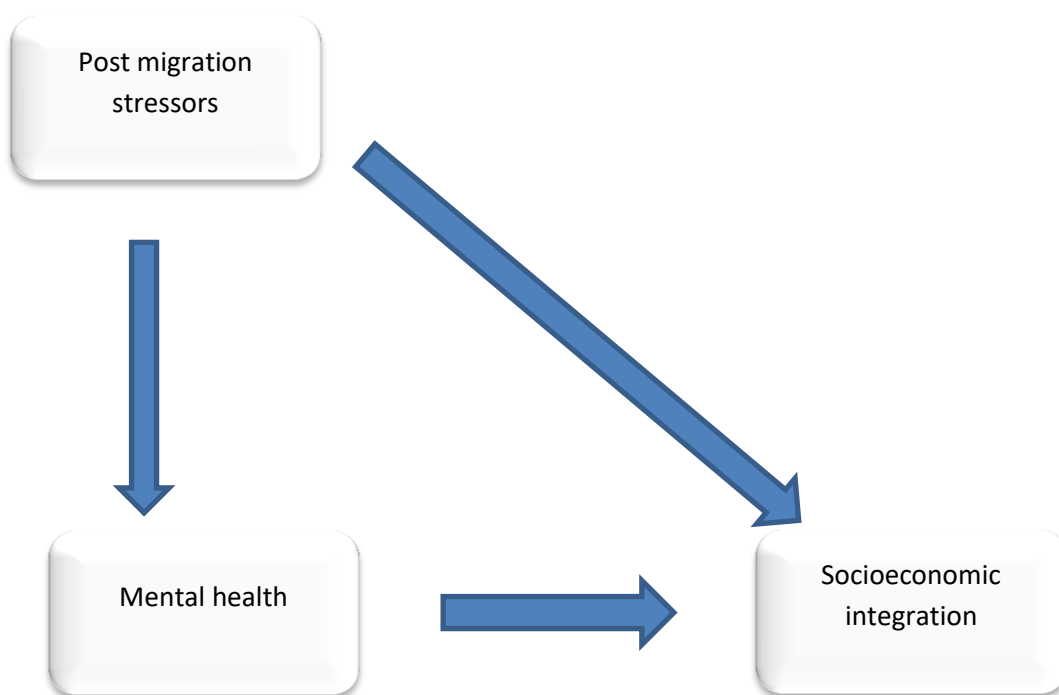 Post migration
stressors
Mental health
Socioeconomic
integration